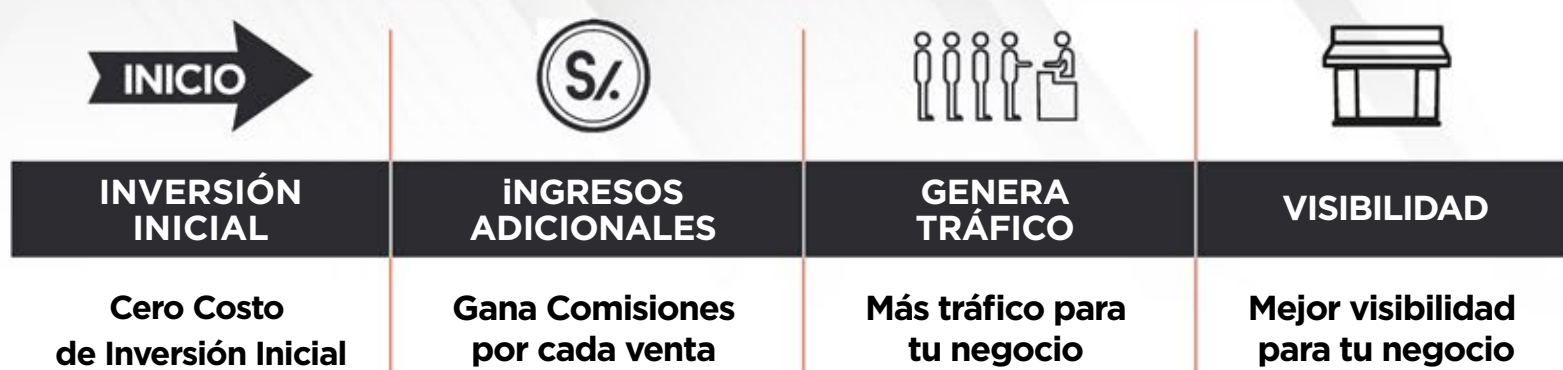 INICIO
S/.
INVERSIÓN
INICIAL
iNGRESOS
ADICIONALES
GENERA
TRÁFICO
VISIBILIDAD
Cero Costo
de Inversión Inicial
Gana Comisiones
por cada venta
Más tráfico para
tu negocio
Mejor visibilidad
para tu negocio